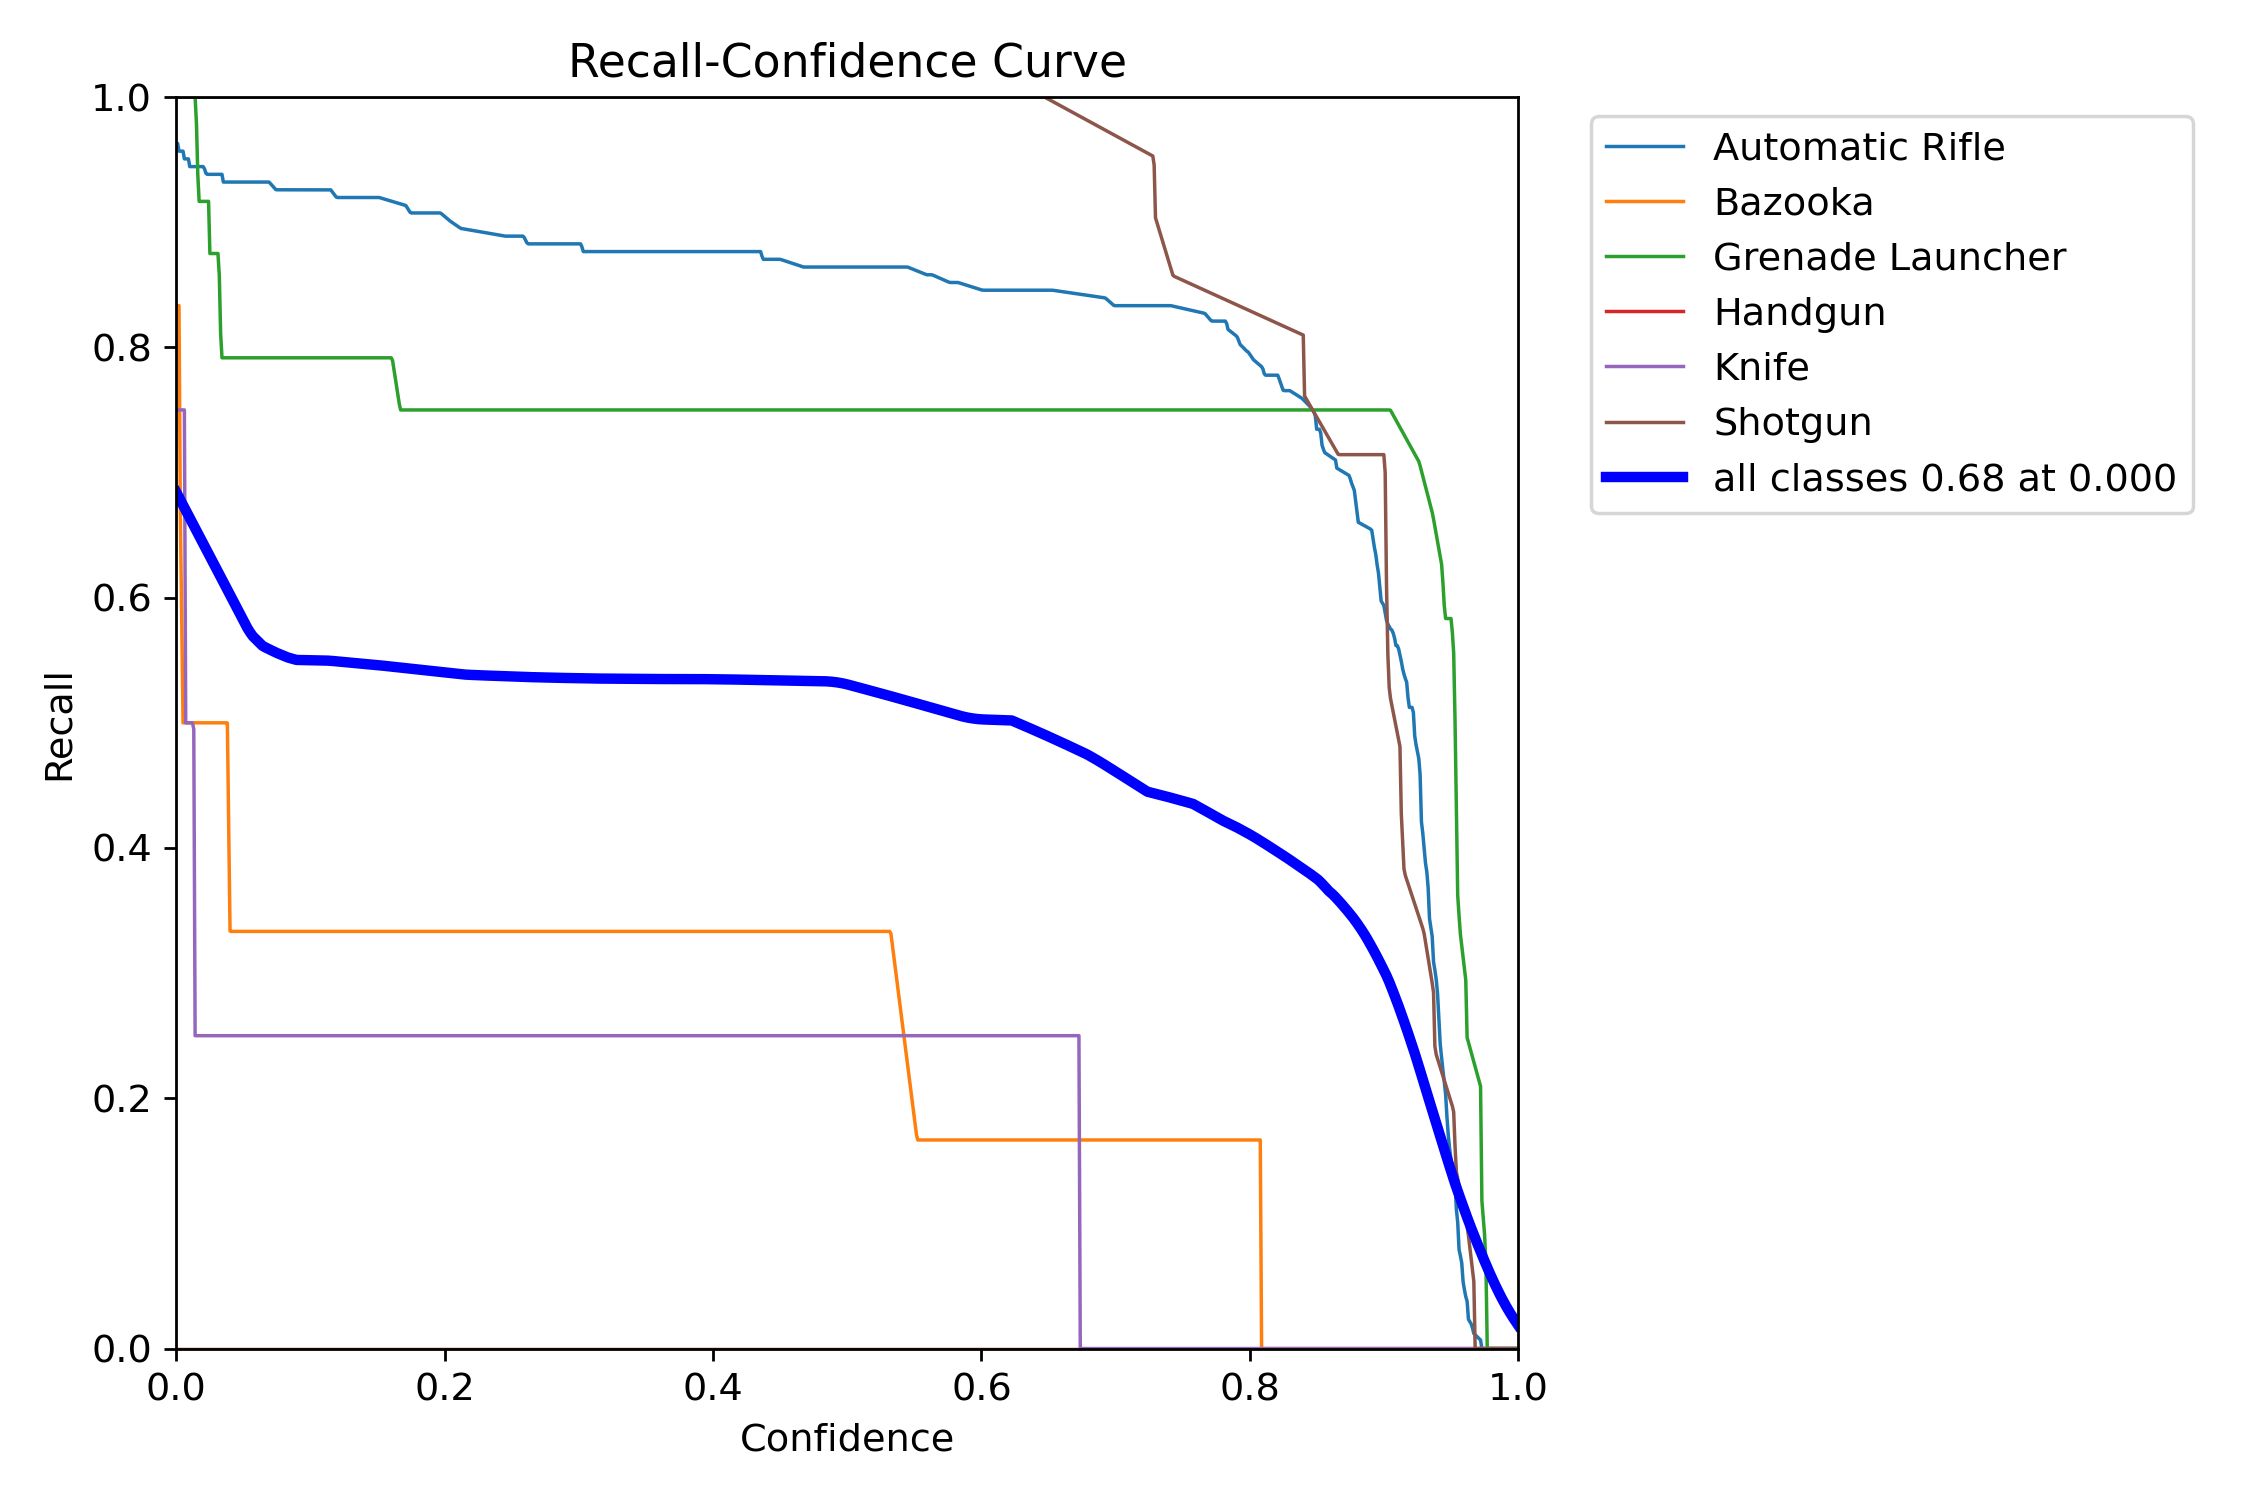 Recall-Confidence Curve
1.0
0.8
0.6
0.4
0.2
0.0
Recall
0.0 0.2 0.4 0.6 0.8 1.0
Confidence
Automatic Rifle
Bazooka
Grenade Launcher
Handgun
Knife
Shotgun
all classes 0.68 at 0.000